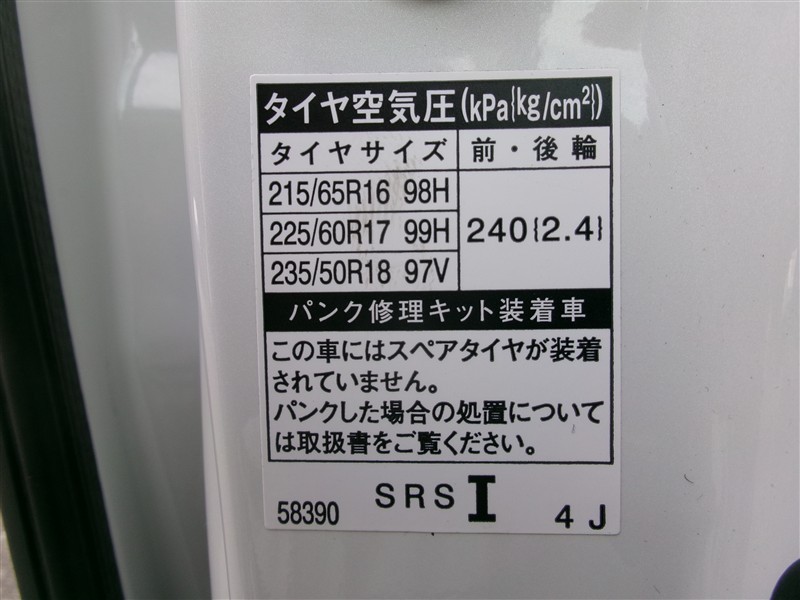 タイヤ空気圧(kPa{kg/cm²})
タイヤサイズ 前・後輪
215/65R16 98H
225/60R17 99H 240{2.4}
235/50R18 97V
パンク修理キット装着車
この車にはスペアタイヤが装着
されていません。
パンクした場合の処置について
は取扱書をご覧ください。
58390 SRS I 4J